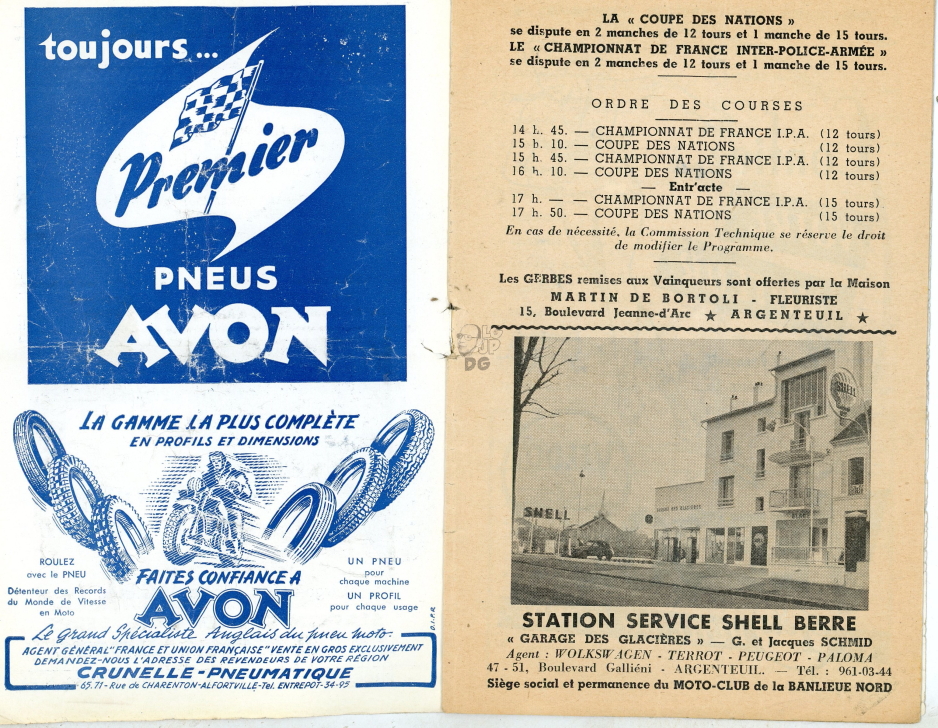 toujours...
Premier
PNEUS
AVON
LA GAMME LA PLUS COMPLÈTE
EN PROFILS ET DIMENSIONS
ROULEZ
avec le PNEU
Détenteur des Records
du Monde de Vitesse
en Moto
UN PNEU
pour
chaque machine
UN PROFIL
pour chaque usage
FAITES CONFIANCE A
AVON
Le grand Spécialiste Anglais du pneu moto.
D.I.P.R.
AGENT GÉNÉRAL "FRANCE ET UNION FRANÇAISE" VENTE EN GROS EXCLUSIVEMENT
DEMANDEZ-NOUS L'ADRESSE DES REVENDEURS DE VOTRE RÉGION
CRUNELLE-PNEUMATIQUE
65.71 - Rue de CHARENTON-ALFORTVILLE-Tel. ENTREPOT-34-95
LA « COUPE DES NATIONS »
se dispute en 2 manches de 12 tours et 1 manche de 15 tours.
LE « CHAMPIONNAT DE FRANCE INTER-POLICE-ARMÉE »
se dispute en 2 manches de 12 tours et 1 manche de 15 tours.
ORDRE DES COURSES
14 h. 45. — CHAMPIONNAT DE FRANCE I.P.A. (12 tours)
15 h. 10. — COUPE DES NATIONS (12 tours)
15 h. 45. — CHAMPIONNAT DE FRANCE I.P.A. (12 tours)
16 h. 10. — COUPE DES NATIONS (12 tours)
— Entr'acte —
17 h. — — CHAMPIONNAT DE FRANCE I.P.A. (15 tours)
17 h. 50. — COUPE DES NATIONS (15 tours)
En cas de nécessité, la Commission Technique se réserve le droit
de modifier le Programme.
Les GERBES remises aux Vainqueurs sont offertes par la Maison
MARTIN DE BORTOLI - FLEURISTE
15, Boulevard Jeanne-d'Arc ★ ARGENTEUIL ★
LOUP
DG
SHELL
SHELL
GARAGE DES GLACIERES
STATION SERVICE SHELL BERRE
« GARAGE DES GLACIÈRES » — G. et Jacques SCHMID
Agent : WOLKSWAGEN - TERROT - PEUGEOT - PALOMA
47 - 51, Boulevard Galliéni - ARGENTEUIL. — Tél. : 961-03-44
Siège social et permanence du MOTO-CLUB de la BANLIEUE NORD